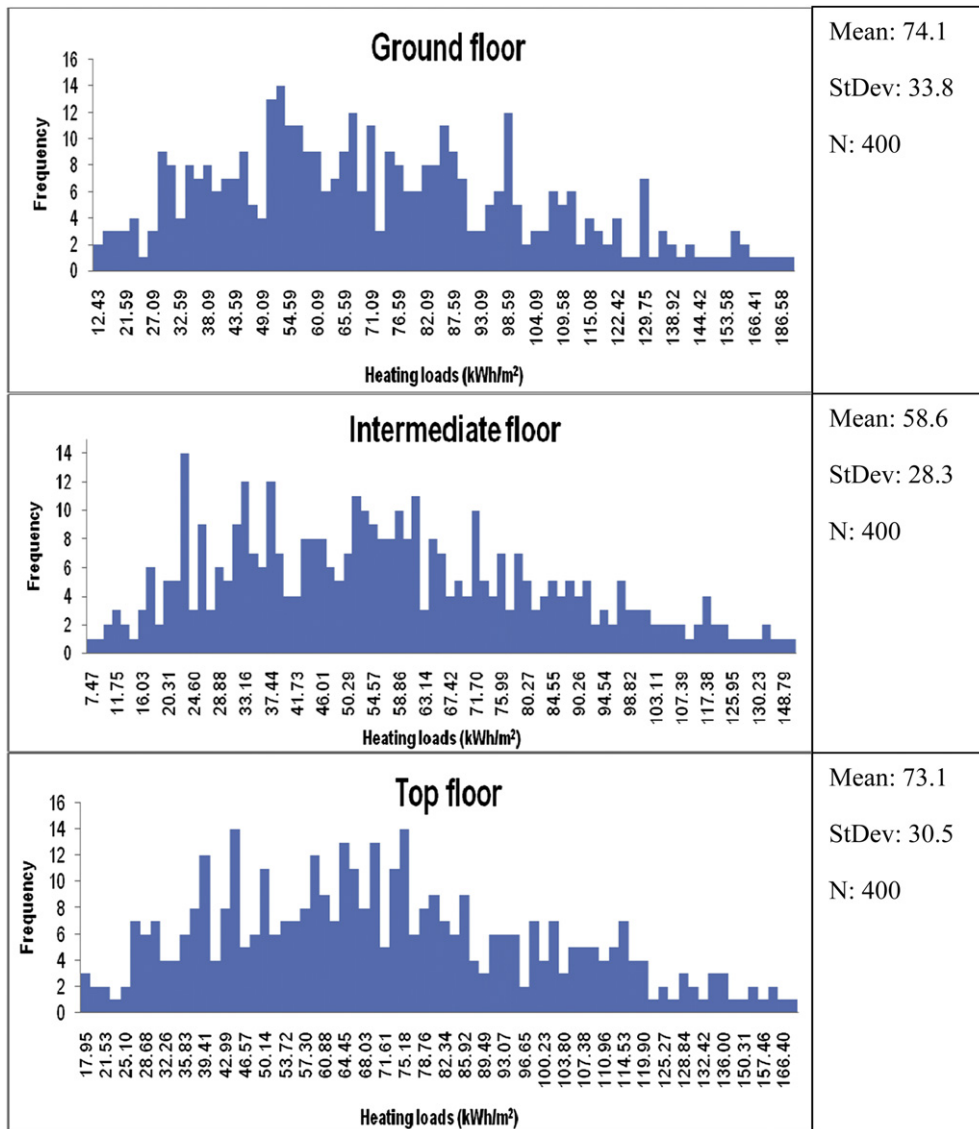 Ground floor
16
14
12
10
8
6
4
2
0
Frequency
12.43 21.59 27.09 32.59 38.09 43.59 49.09 54.59 60.09 65.59 71.09 76.59 82.09 87.59 93.09 98.59 104.09 109.58 115.08 122.42 129.75 138.92 144.42 153.58 166.41 186.58
Heating loads (kWh/m²)
Mean: 74.1
StDev: 33.8
N: 400
Intermediate floor
14
12
10
8
6
4
2
0
Frequency
7.47 11.75 16.03 20.31 24.60 28.88 33.16 37.44 41.73 46.01 50.29 54.57 58.86 63.14 67.42 71.70 75.99 80.27 84.55 90.26 94.54 98.82 103.11 107.39 117.38 125.95 130.23 148.79
Heating loads (kWh/m²)
Mean: 58.6
StDev: 28.3
N: 400
Top floor
16
14
12
10
8
6
4
2
0
Frequency
17.95 21.53 25.10 28.68 32.26 35.83 39.41 42.99 46.57 50.14 53.72 57.30 60.88 64.45 68.03 71.61 75.18 78.76 82.34 85.92 89.49 93.07 96.65 100.23 103.80 107.38 110.96 114.53 119.90 125.27 128.84 132.42 136.00 150.31 157.46 166.40
Heating loads (kWh/m²)
Mean: 73.1
StDev: 30.5
N: 400